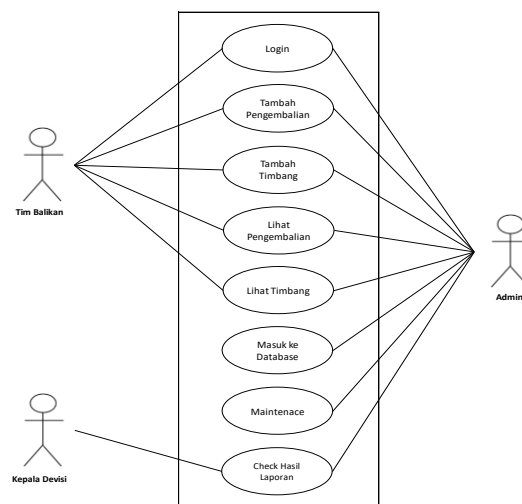 Login
Tambah
Pengembalian
Tambah
Timbang
Tim Balikan
Lihat
Pengembalian
Admin
Lihat Timbang
Masuk ke
Database
Maintenace
Check Hasil
Laporan
Kepala Devisi